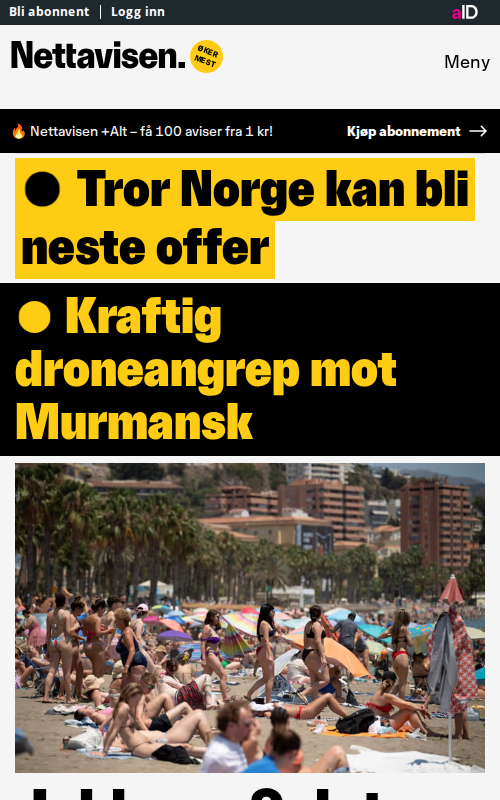 Bli abonnent
Logg inn
aID
Nettavisen.
ØKER
MEST
Meny
🔥 Nettavisen +Alt – få 100 aviser fra 1 kr!
Kjøp abonnement →
Tror Norge kan bli
neste offer
Kraftig
droneangrep mot
Murmansk